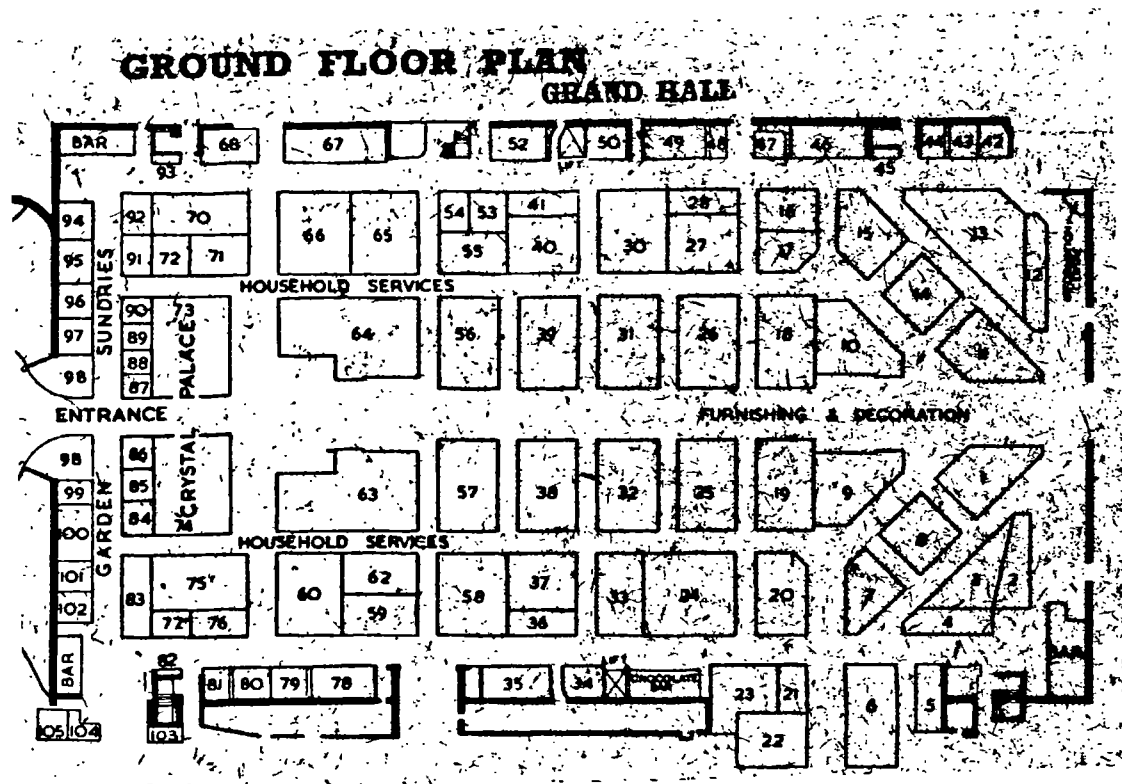 GROUND FLOOR PLAN
GRAND HALL
BAR 93 68 67 52 LIFT 50 49 48 47 46 45 44 43 42
94 92 70 66 65 54 53 41 30 28 16 15 13
95 91 72 71 55 40 27 17 12
SUNDRIES
HOUSEHOLD SERVICES
96 90 73 64 56 39 31 26 18 10 14
97 89
88
98 87
PALACE
ENTRANCE
FURNISHING & DECORATION
98 86 63 57 38 32 25 19 9
99 85
100 84 74 8
CRYSTAL
GARDEN
HOUSEHOLD SERVICES
101 83 75 60 62 58 37 33 20 7 3 2
102 77 76 59 36 4
BAR 82 81 80 79 78 35 34 CHOCOLATE BAR 23 21 6 5 BAR
105 104 103 22